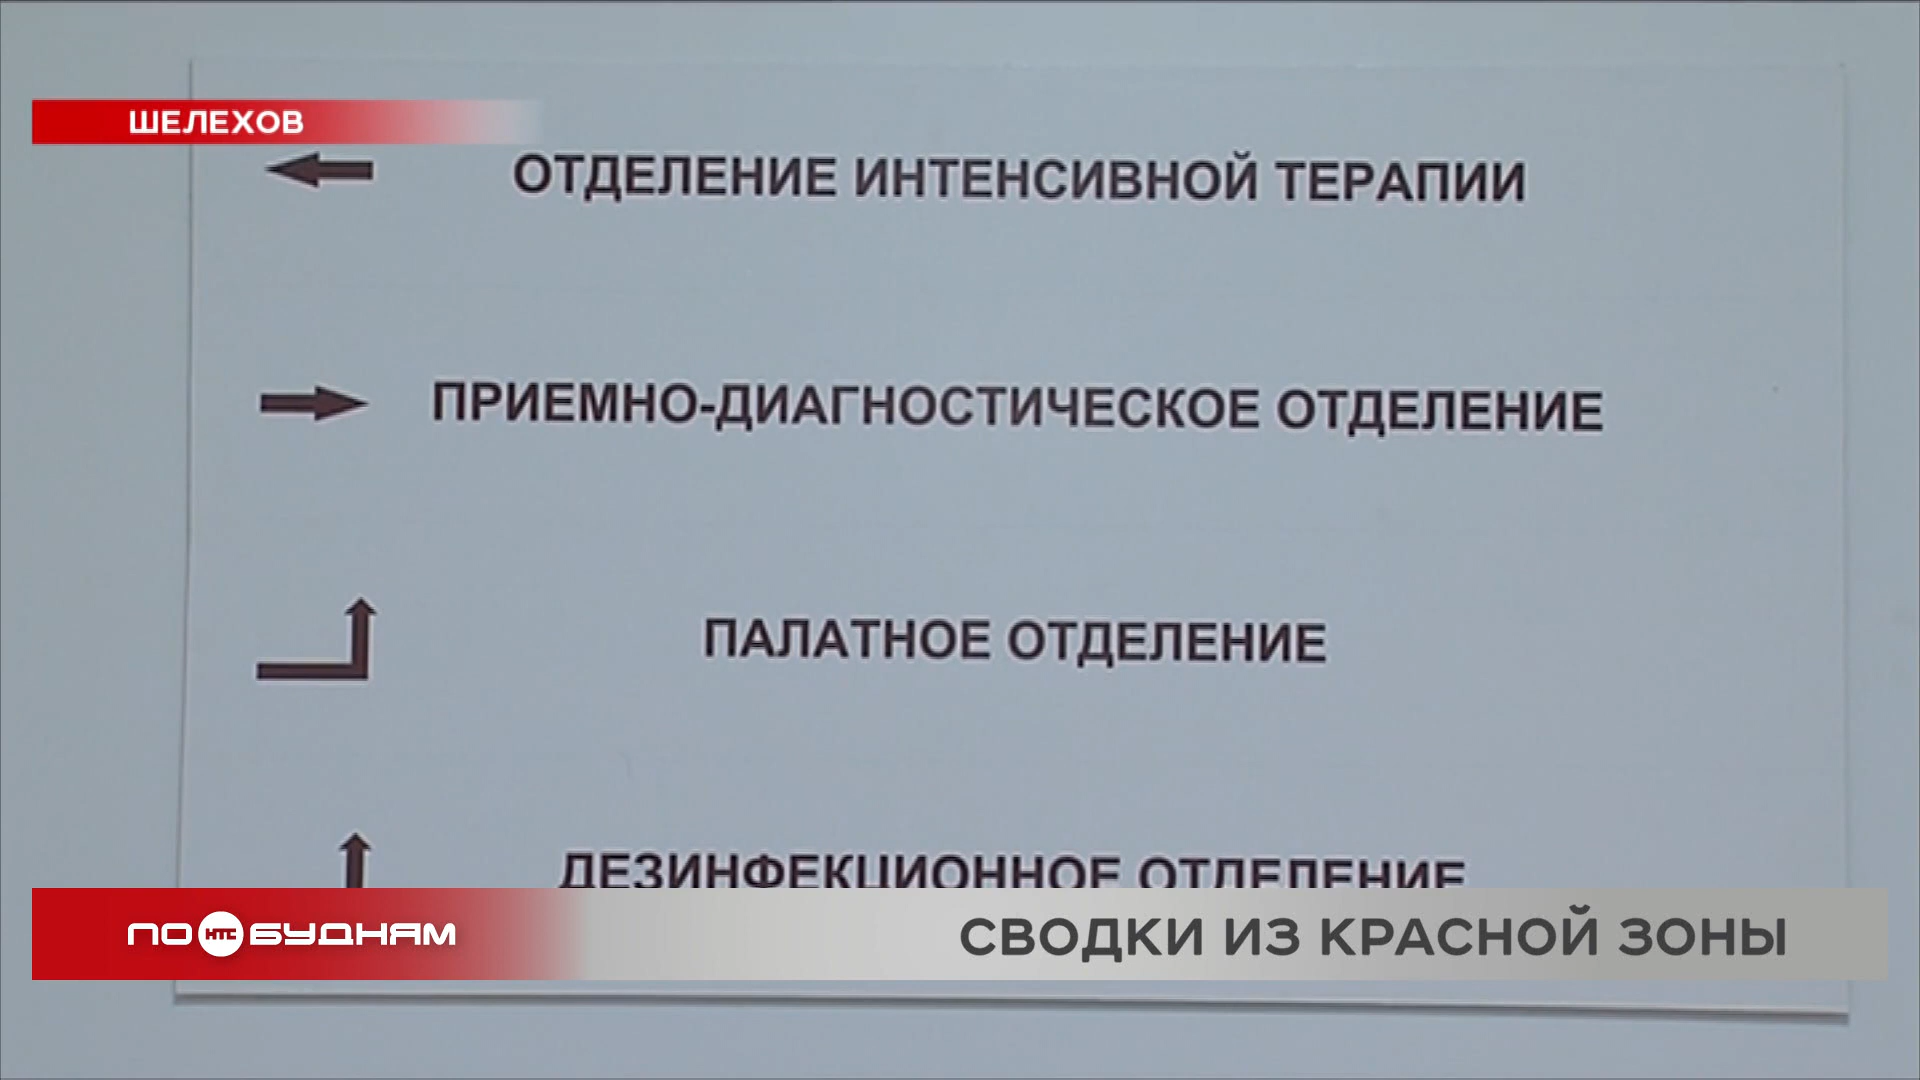 ШЕЛЕХОВ
ОТДЕЛЕНИЕ ИНТЕНСИВНОЙ ТЕРАПИИ
ПРИЕМНО-ДИАГНОСТИЧЕСКОЕ ОТДЕЛЕНИЕ
ПАЛАТНОЕ ОТДЕЛЕНИЕ
ДЕЗИНФЕКЦИОННОЕ ОТДЕЛЕНИЕ
ПО НТС БУДНЯМ
СВОДКИ ИЗ КРАСНОЙ ЗОНЫ